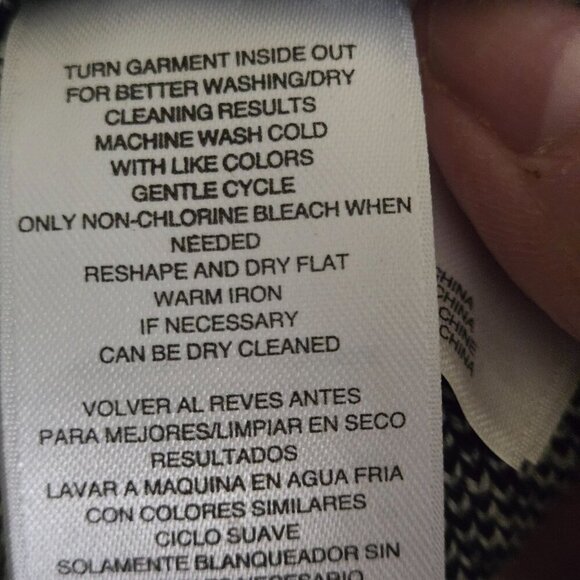 TURN GARMENT INSIDE OUT
FOR BETTER WASHING/DRY
CLEANING RESULTS
MACHINE WASH COLD
WITH LIKE COLORS
GENTLE CYCLE
ONLY NON-CHLORINE BLEACH WHEN
NEEDED
RESHAPE AND DRY FLAT
WARM IRON
IF NECESSARY
CAN BE DRY CLEANED
VOLVER AL REVES ANTES
PARA MEJORES/LIMPIAR EN SECO
RESULTADOS
LAVAR A MAQUINA EN AGUA FRIA
CON COLORES SIMILARES
CICLO SUAVE
SOLAMENTE BLANQUEADOR SIN
CHINA
CHINA
CHINE
CHINA